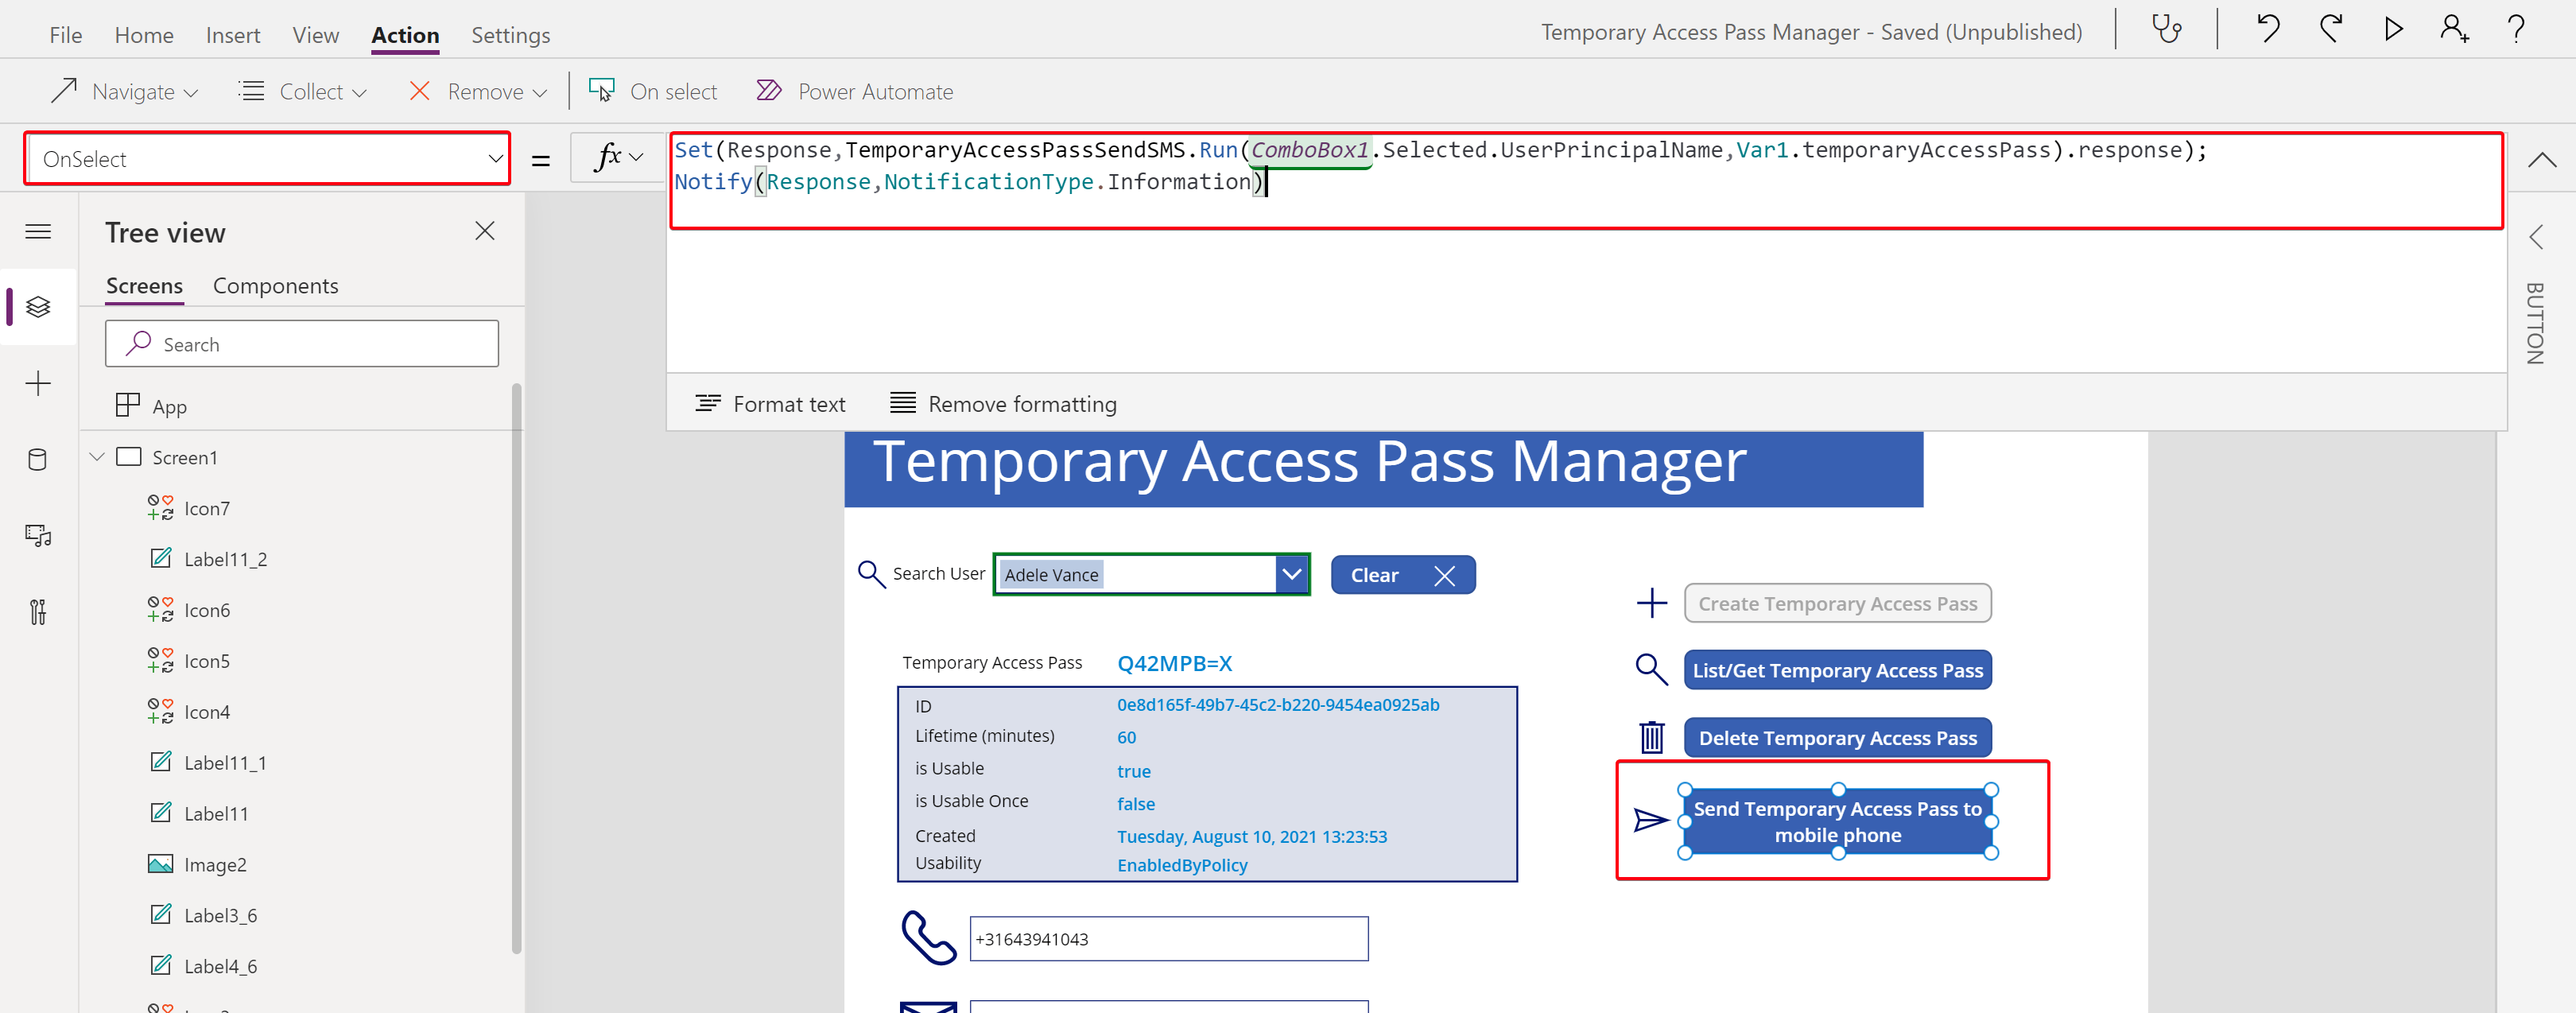 File Home Insert View Action Settings
Temporary Access Pass Manager - Saved (Unpublished)
Navigate Collect Remove On select Power Automate
OnSelect
= fx
Set(Response,TemporaryAccessPassSendSMS.Run(ComboBox1.Selected.UserPrincipalName,Var1.temporaryAccessPass).response);
Notify(Response,NotificationType.Information)
Format text Remove formatting
BUTTON
Tree view
Screens Components
Search
App
Screen1
Icon7
Label11_2
Icon6
Icon5
Icon4
Label11_1
Label11
Image2
Label3_6
Label4_6
Temporary Access Pass Manager
Search User Adele Vance Clear
Temporary Access Pass Q42MPB=X
ID 0e8d165f-49b7-45c2-b220-9454ea0925ab
Lifetime (minutes) 60
is Usable true
is Usable Once false
Created Tuesday, August 10, 2021 13:23:53
Usability EnabledByPolicy
+31643941043
Create Temporary Access Pass
List/Get Temporary Access Pass
Delete Temporary Access Pass
Send Temporary Access Pass to
mobile phone